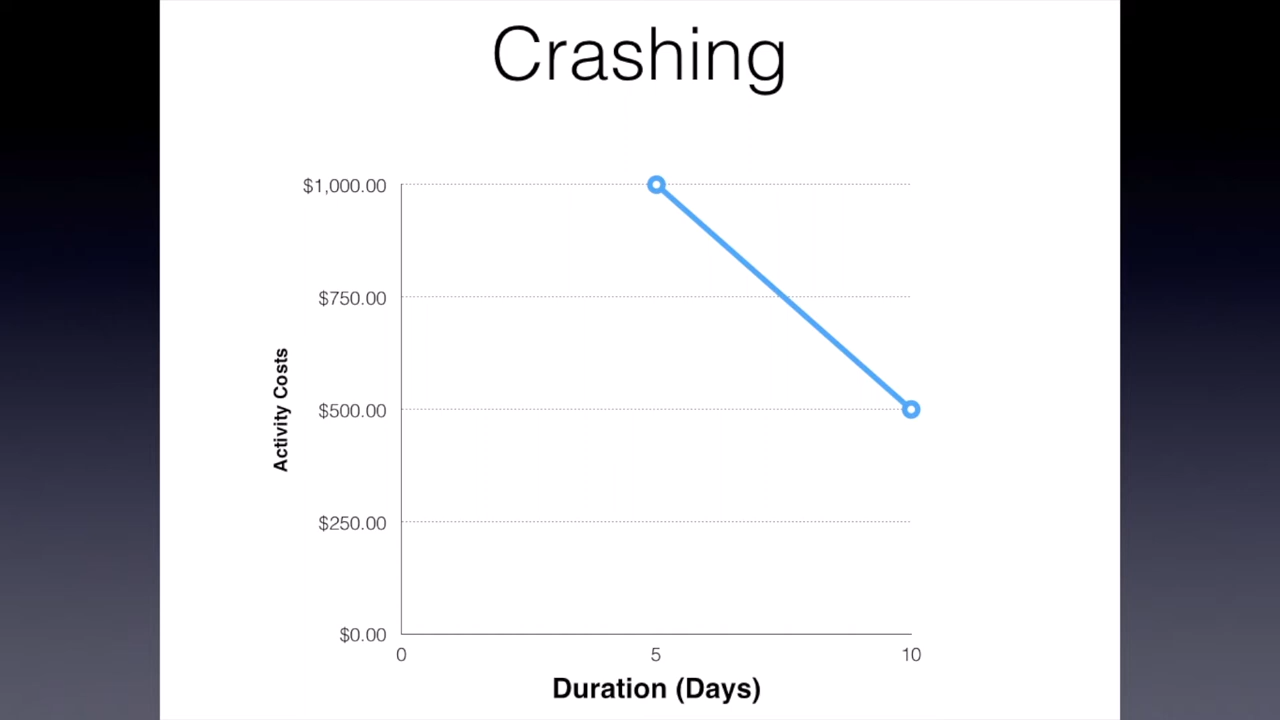 Crashing
$1,000.00
$750.00
$500.00
$250.00
$0.00
Activity Costs
0
5
10
Duration (Days)